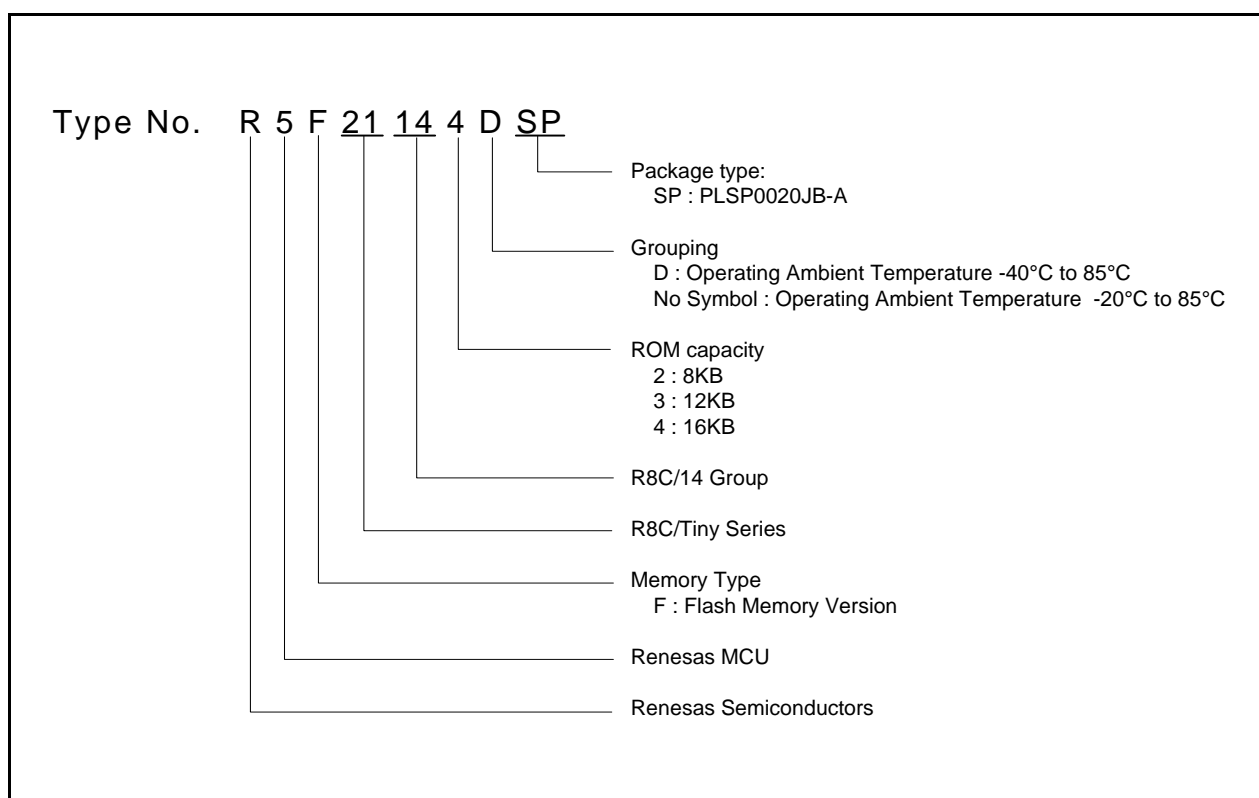 Type No. R 5 F 21 14 4 D SP
Package type:
SP : PLSP0020JB-A
Grouping
D : Operating Ambient Temperature -40°C to 85°C
No Symbol : Operating Ambient Temperature -20°C to 85°C
ROM capacity
2 : 8KB
3 : 12KB
4 : 16KB
R8C/14 Group
R8C/Tiny Series
Memory Type
F : Flash Memory Version
Renesas MCU
Renesas Semiconductors